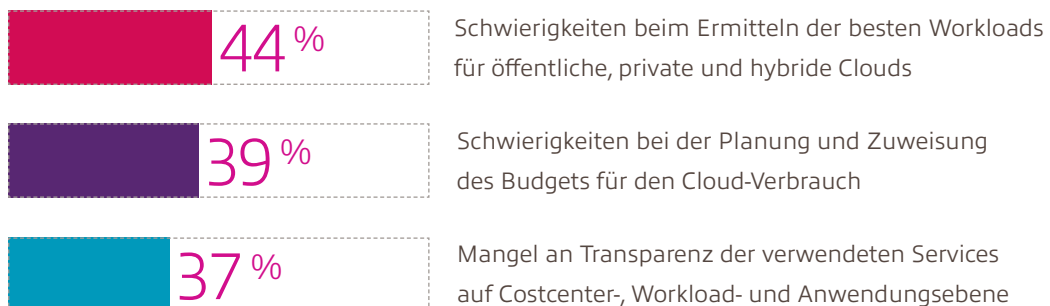 44 %
Schwierigkeiten beim Ermitteln der besten Workloads
für öffentliche, private und hybride Clouds
39 %
Schwierigkeiten bei der Planung und Zuweisung
des Budgets für den Cloud-Verbrauch
37 %
Mangel an Transparenz der verwendeten Services
auf Costcenter-, Workload- und Anwendungsebene